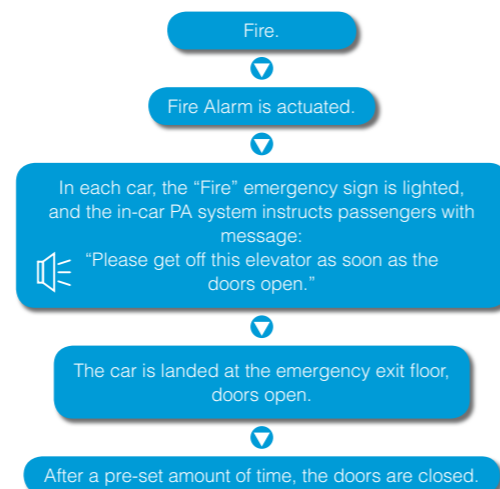 Fire.
Fire Alarm is actuated.
In each car, the “Fire” emergency sign is lighted,
and the in-car PA system instructs passengers with
message:
“Please get off this elevator as soon as the
doors open.”
The car is landed at the emergency exit floor,
doors open.
After a pre-set amount of time, the doors are closed.